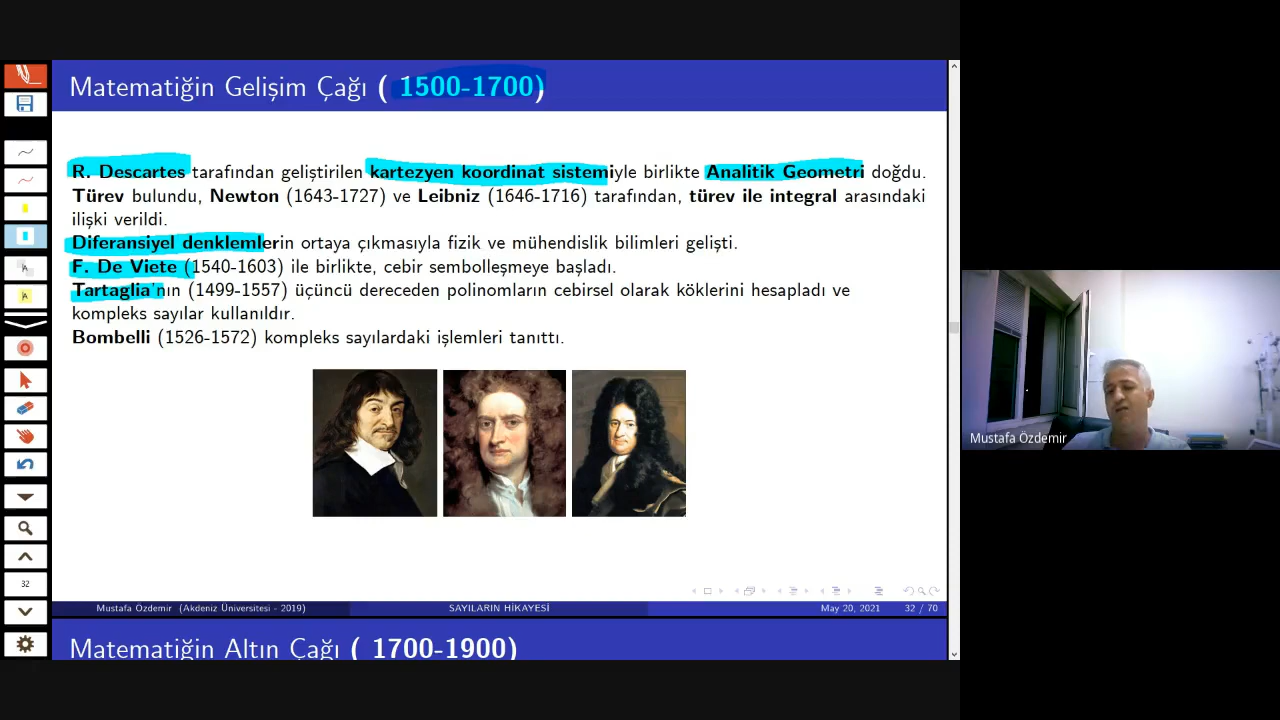 Matematiğin Gelişim Çağı ( 1500-1700)
R. Descartes tarafından geliştirilen kartezyen koordinat sistemiyle birlikte Analitik Geometri doğdu.
Türev bulundu, Newton (1643-1727) ve Leibniz (1646-1716) tarafından, türev ile integral arasındaki
ilişki verildi.
Diferansiyel denklemlerin ortaya çıkmasıyla fizik ve mühendislik bilimleri gelişti.
F. De Viete (1540-1603) ile birlikte, cebir sembolleşmeye başladı.
Tartaglia'nın (1499-1557) üçüncü dereceden polinomların cebirsel olarak köklerini hesapladı ve
kompleks sayılar kullanıldır.
Bombelli (1526-1572) kompleks sayılardaki işlemleri tanıttı.
Mustafa Özdemir
32
Mustafa Özdemir (Akdeniz Üniversitesi - 2019) SAYILARIN HİKAYESİ May 20, 2021 32 / 70
Matematiğin Altın Çağı ( 1700-1900)